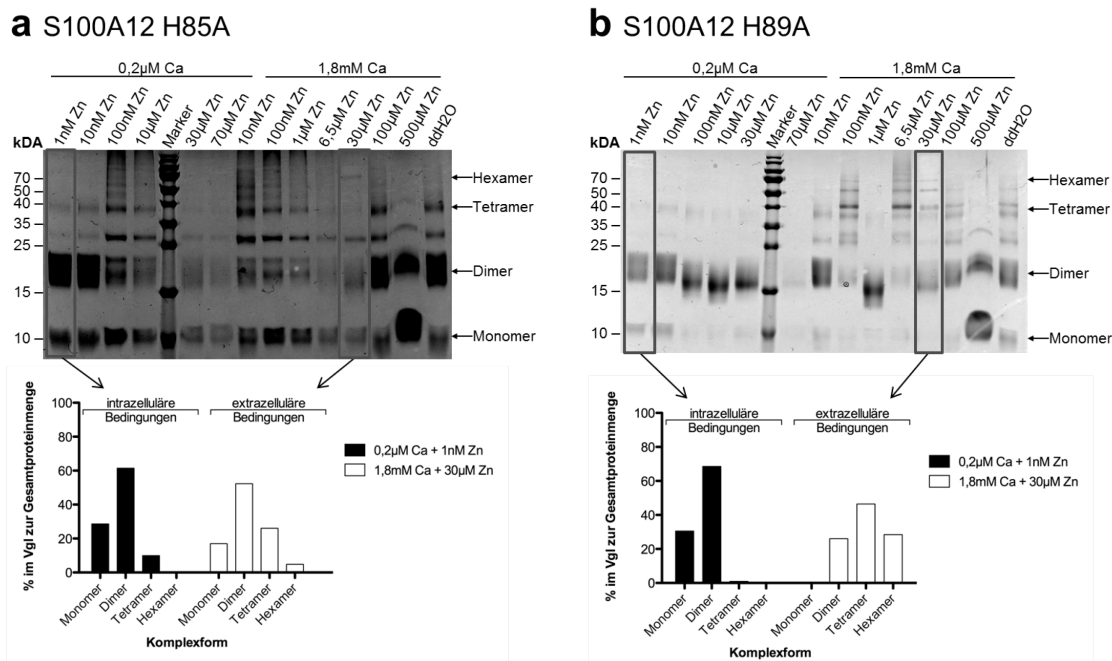 a S100A12 H85A
0,2µM Ca 1,8mM Ca
1nM Zn 10nM Zn 100nM Zn 10µM Zn Marker 30µM Zn 70µM Zn 10nM Zn 100nM Zn 1µM Zn 6.5µM Zn 30µM Zn 100µM Zn 500µM Zn ddH2O
kDA
70
50
40
35
25
15
10
Hexamer
Tetramer
Dimer
Monomer
% im Vgl zur Gesamtproteinmenge
100
80
60
40
20
0
intrazelluläre Bedingungen
extrazelluläre Bedingungen
0,2µM Ca + 1nM Zn
1,8mM Ca + 30µM Zn
Monomer Dimer Tetramer Hexamer Monomer Dimer Tetramer Hexamer
Komplexform
b S100A12 H89A
0,2µM Ca 1,8mM Ca
1nM Zn 10nM Zn 100nM Zn 10µM Zn 30µM Zn Marker 70µM Zn 10nM Zn 100nM Zn 1µM Zn 6.5µM Zn 30µM Zn 100µM Zn 500µM Zn ddH2O
kDA
70
50
40
35
25
15
10
Hexamer
Tetramer
Dimer
Monomer
% im Vgl zur Gesamtproteinmenge
100
80
60
40
20
0
intrazelluläre Bedingungen
extrazelluläre Bedingungen
0,2µM Ca + 1nM Zn
1,8mM Ca + 30µM Zn
Monomer Dimer Tetramer Hexamer Monomer Dimer Tetramer Hexamer
Komplexform